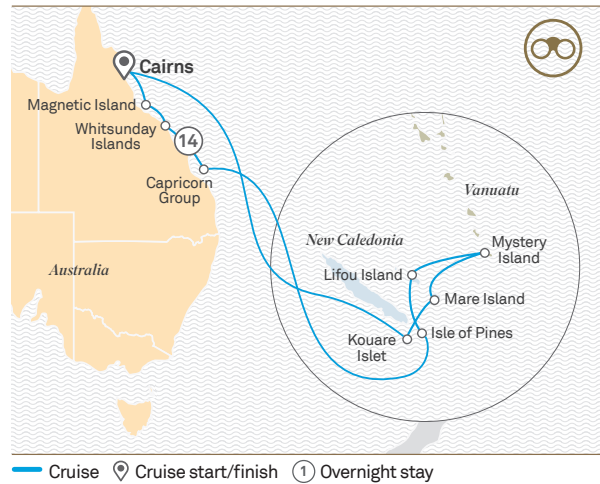 Cairns
Magnetic Island
Whitsunday
Islands
14
Capricorn
Group
Australia
Vanuatu
New Caledonia
Mystery
Island
Lifou Island
Mare Island
Isle of Pines
Kouare
Islet
Cruise
Cruise start/finish
1 Overnight stay